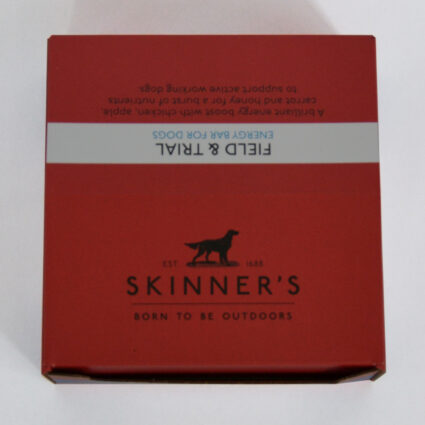 EST. 1688
SKINNER'S
BORN TO BE OUTDOORS
FIELD & TRIAL
ENERGY BAR FOR DOGS
A brilliant energy boost with chicken, apple,
carrot and honey for a burst of nutrients
to support active working dogs